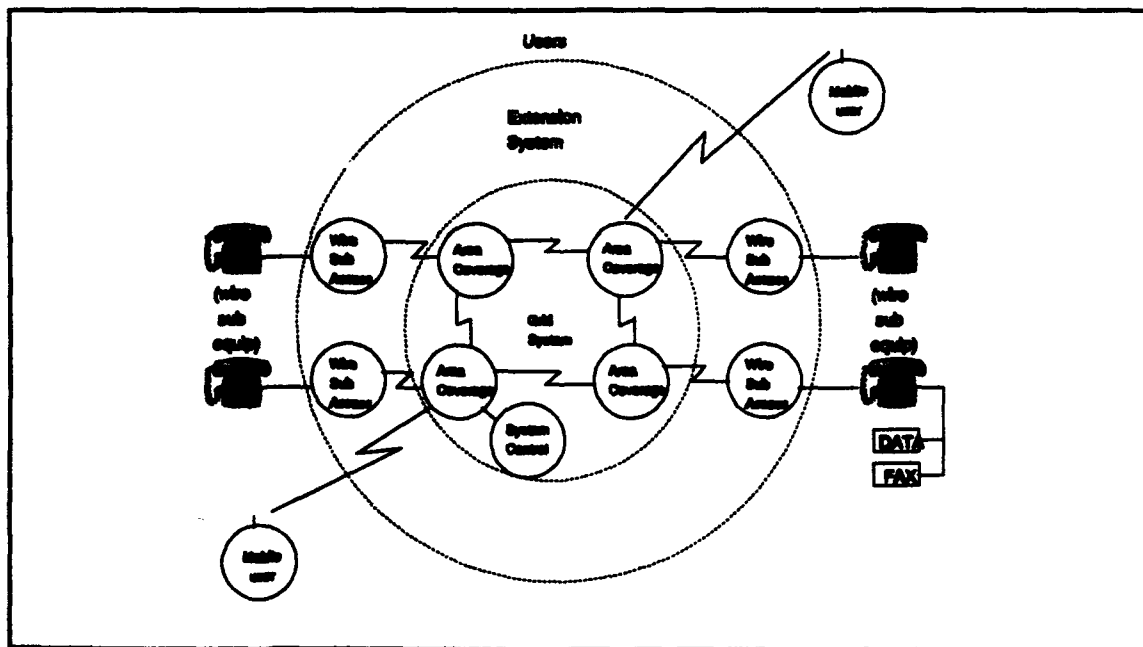 Users
Extension
System
Mobile
user
Wire
Sub
Access
Area
Coverage
Area
Coverage
Wire
Sub
Access
(wire
sub
equip)
(wire
sub
equip)
Grid
System
Wire
Sub
Access
Area
Coverage
Area
Coverage
Wire
Sub
Access
System
Control
DATA
FAX
Mobile
user